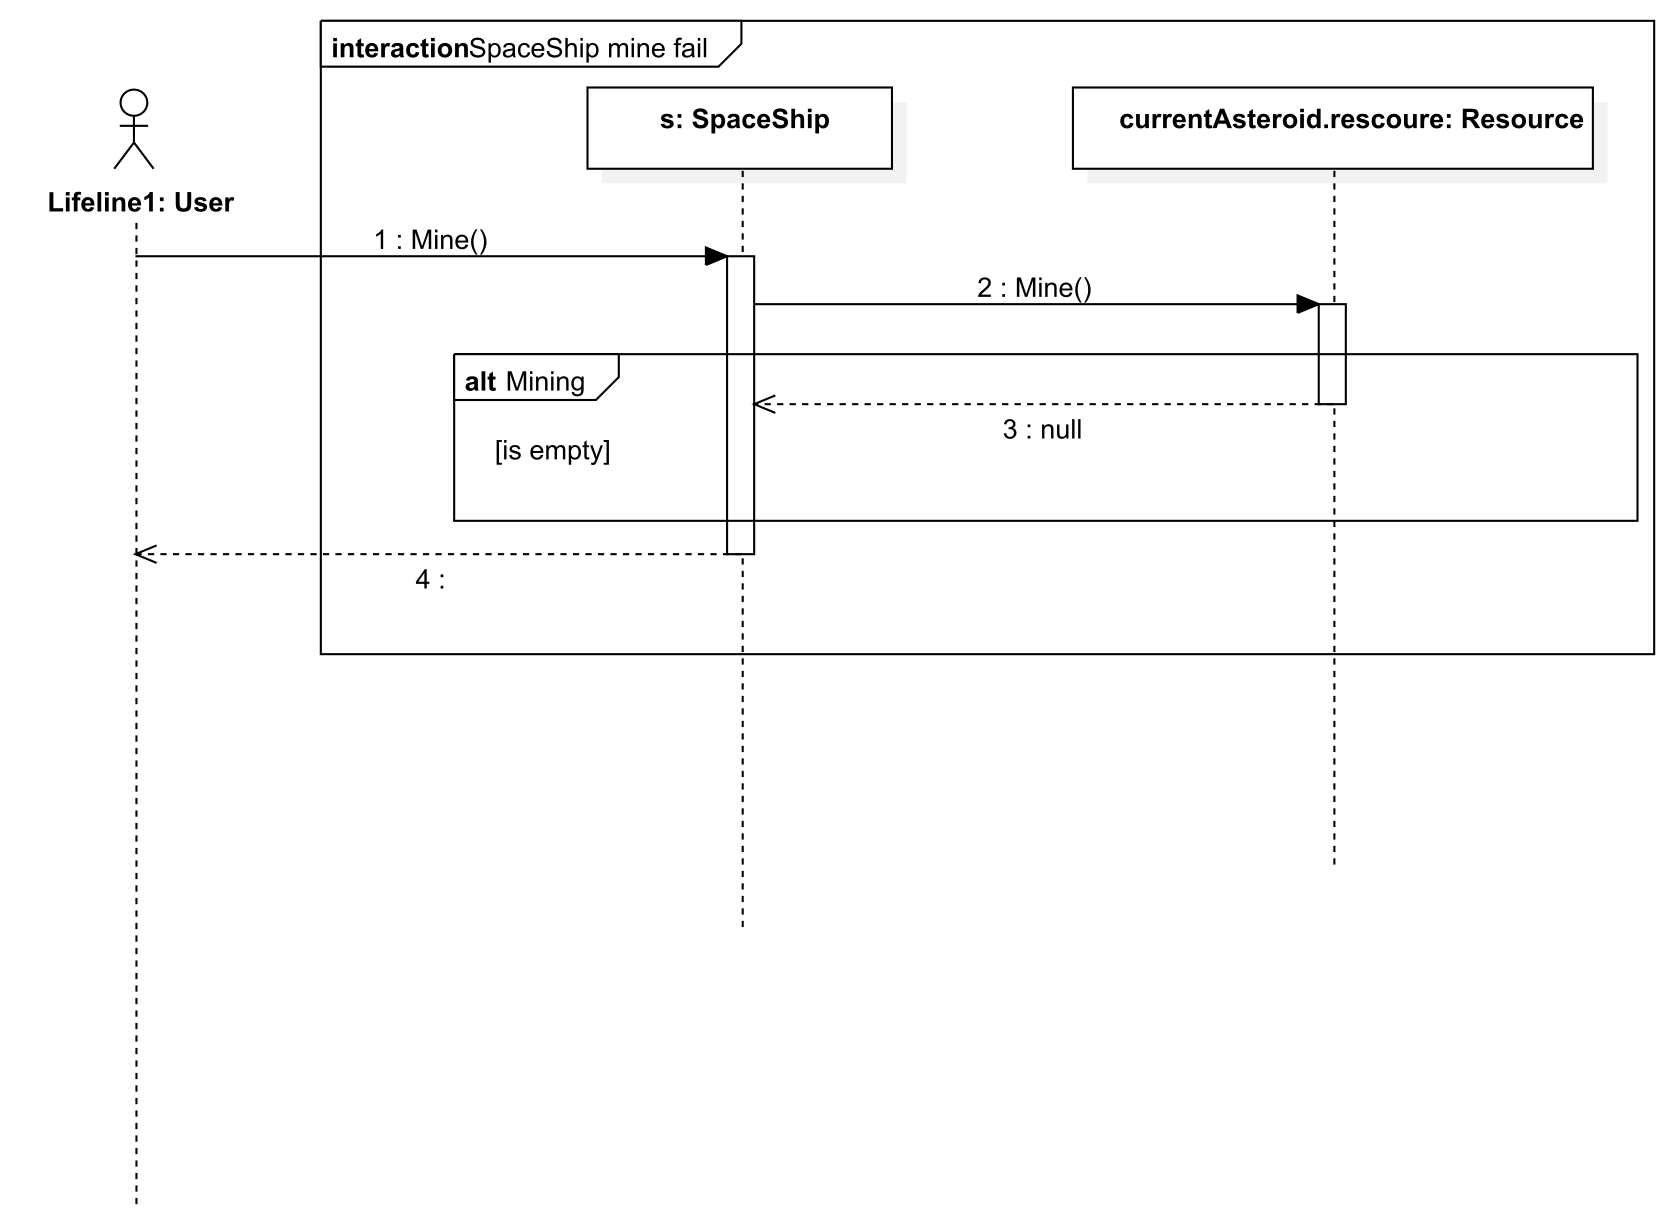 interactionSpaceShip mine fail
s: SpaceShip
currentAsteroid.rescoure: Resource
Lifeline1: User
1 : Mine()
2 : Mine()
alt Mining
3 : null
[is empty]
4 :